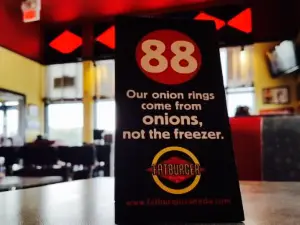 88
Our onion rings
come from
onions,
not the freezer.
FATBURGER